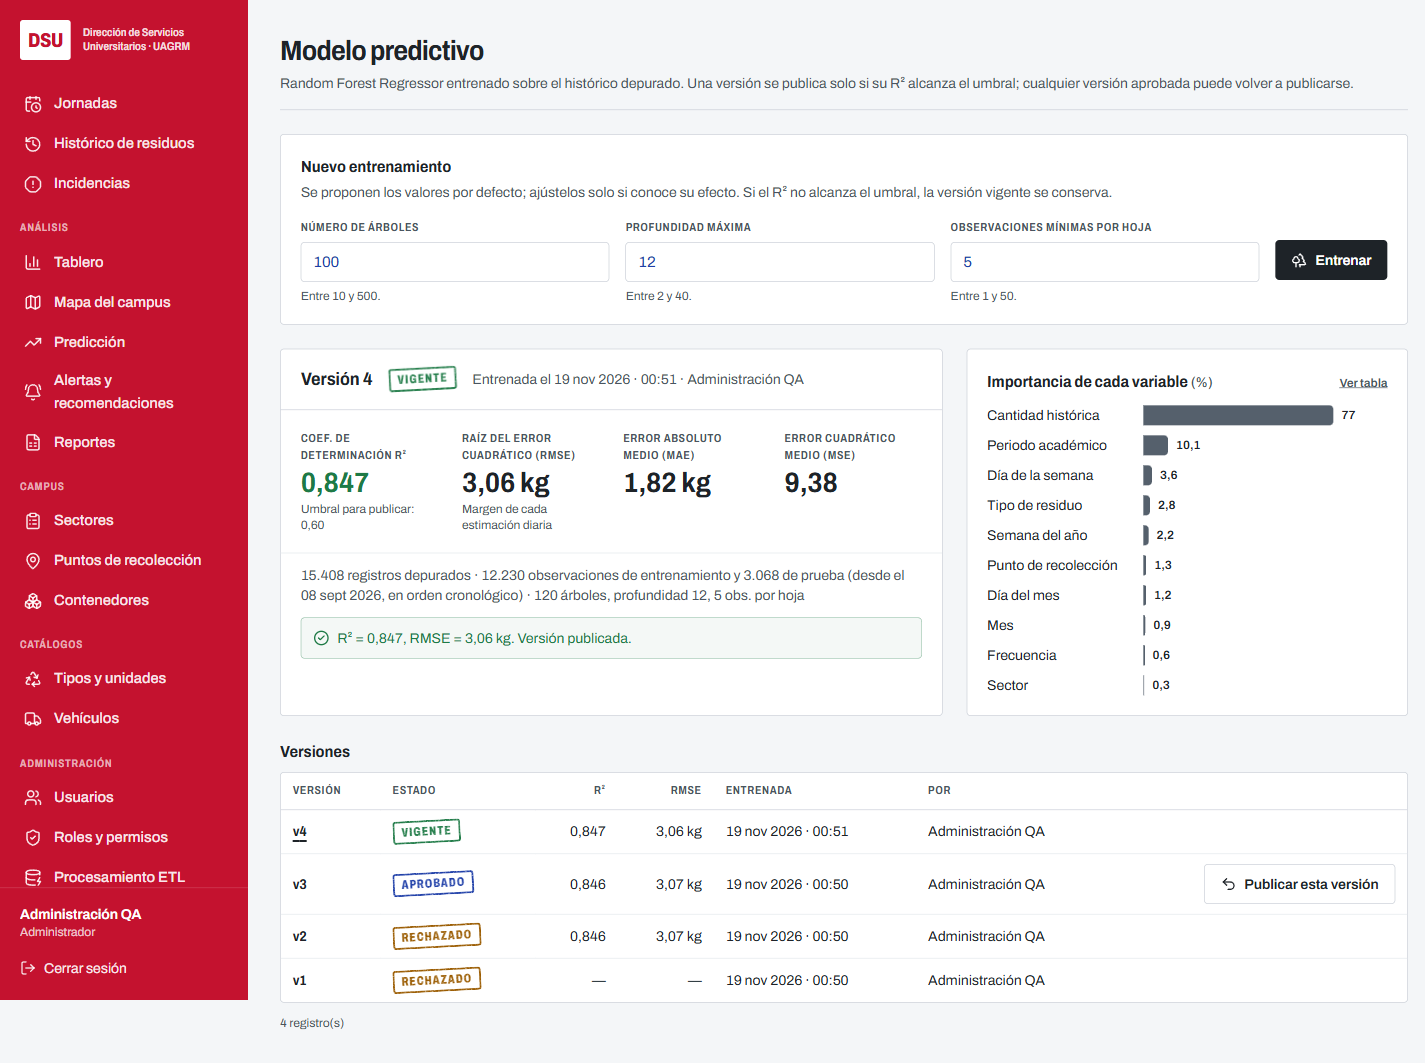 DSU
Dirección de Servicios
Universitarios · UAGRM
Jornadas
Histórico de residuos
Incidencias
ANÁLISIS
Tablero
Mapa del campus
Predicción
Alertas y
recomendaciones
Reportes
CAMPUS
Sectores
Puntos de recolección
Contenedores
CATÁLOGOS
Tipos y unidades
Vehículos
ADMINISTRACIÓN
Usuarios
Roles y permisos
Procesamiento ETL
Administración QA
Administrador
Cerrar sesión
Modelo predictivo
Random Forest Regressor entrenado sobre el histórico depurado. Una versión se publica solo si su R² alcanza el umbral; cualquier versión aprobada puede volver a publicarse.
Nuevo entrenamiento
Se proponen los valores por defecto; ajústelos solo si conoce su efecto. Si el R² no alcanza el umbral, la versión vigente se conserva.
NÚMERO DE ÁRBOLES
100
Entre 10 y 500.
PROFUNDIDAD MÁXIMA
12
Entre 2 y 40.
OBSERVACIONES MÍNIMAS POR HOJA
5
Entre 1 y 50.
Entrenar
Versión 4 VIGENTE Entrenada el 19 nov 2026 · 00:51 · Administración QA
COEF. DE
DETERMINACIÓN R²
0,847
Umbral para publicar:
0,60
RAÍZ DEL ERROR
CUADRÁTICO (RMSE)
3,06 kg
Margen de cada
estimación diaria
ERROR ABSOLUTO
MEDIO (MAE)
1,82 kg
ERROR CUADRÁTICO
MEDIO (MSE)
9,38
15.408 registros depurados · 12.230 observaciones de entrenamiento y 3.068 de prueba (desde el
08 sept 2026, en orden cronológico) · 120 árboles, profundidad 12, 5 obs. por hoja
R² = 0,847, RMSE = 3,06 kg. Versión publicada.
Importancia de cada variable (%) Ver tabla
Cantidad histórica 77
Periodo académico 10,1
Día de la semana 3,6
Tipo de residuo 2,8
Semana del año 2,2
Punto de recolección 1,3
Día del mes 1,2
Mes 0,9
Frecuencia 0,6
Sector 0,3
Versiones
VERSIÓN ESTADO R² RMSE ENTRENADA POR
v4 VIGENTE 0,847 3,06 kg 19 nov 2026 · 00:51 Administración QA
v3 APROBADO 0,846 3,07 kg 19 nov 2026 · 00:50 Administración QA Publicar esta versión
v2 RECHAZADO 0,846 3,07 kg 19 nov 2026 · 00:50 Administración QA
v1 RECHAZADO — — 19 nov 2026 · 00:50 Administración QA
4 registro(s)